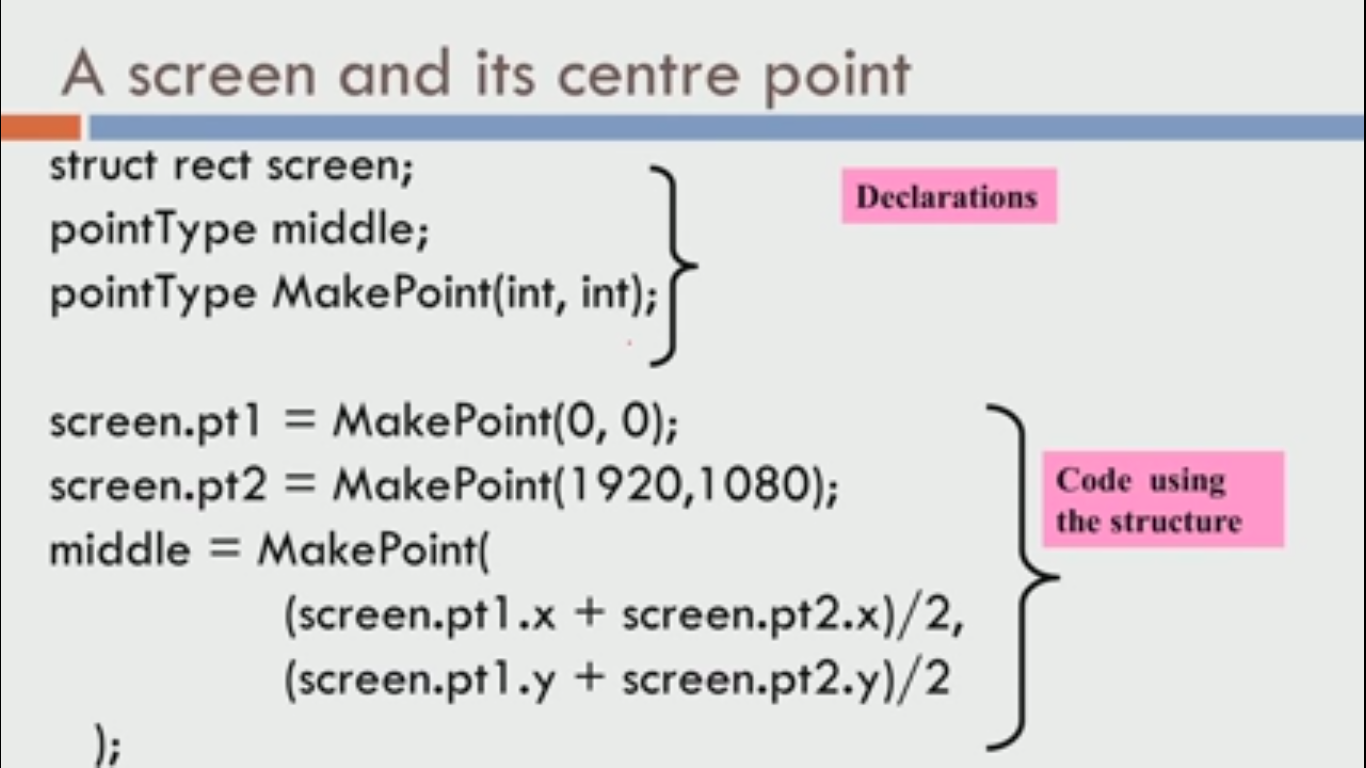 A screen and its centre point
struct rect screen;
pointType middle;
pointType MakePoint(int, int);
Declarations
screen.pt1 = MakePoint(0, 0);
screen.pt2 = MakePoint(1920,1080);
middle = MakePoint(
(screen.pt1.x + screen.pt2.x)/2,
(screen.pt1.y + screen.pt2.y)/2
);
Code using
the structure